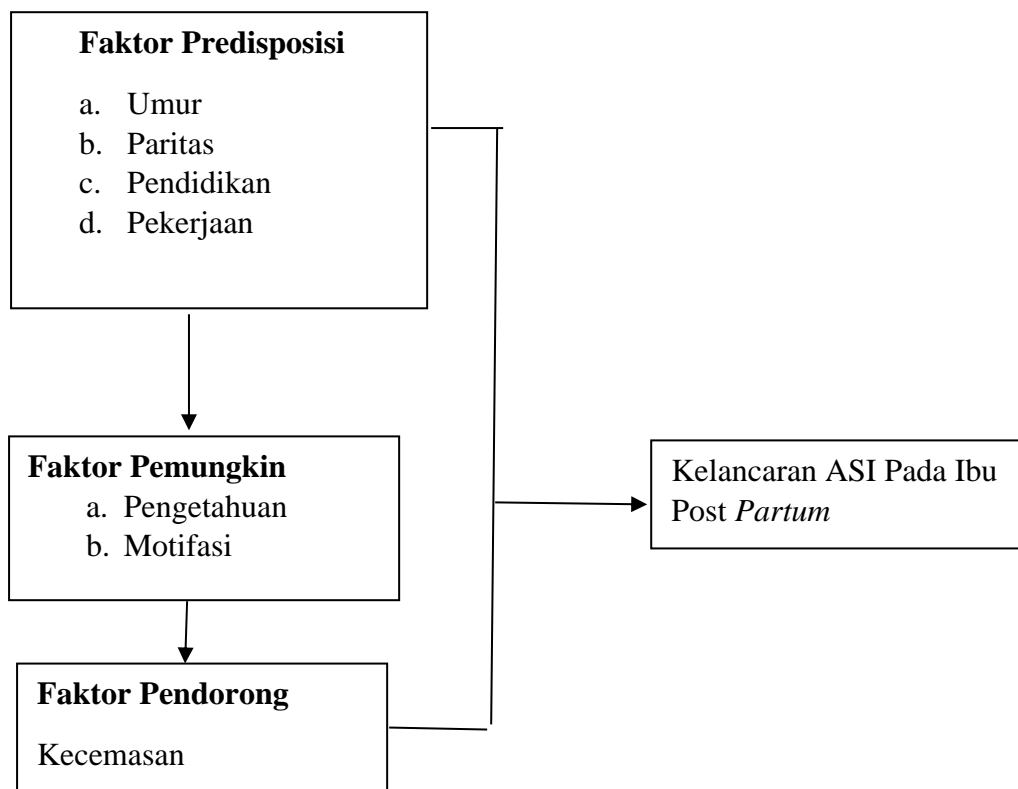 Faktor Predisposisi
a. Umur
b. Paritas
c. Pendidikan
d. Pekerjaan
Faktor Pemungkin
a. Pengetahuan
b. Motifasi
Faktor Pendorong
Kecemasan
Kelancaran ASI Pada Ibu
Post Partum